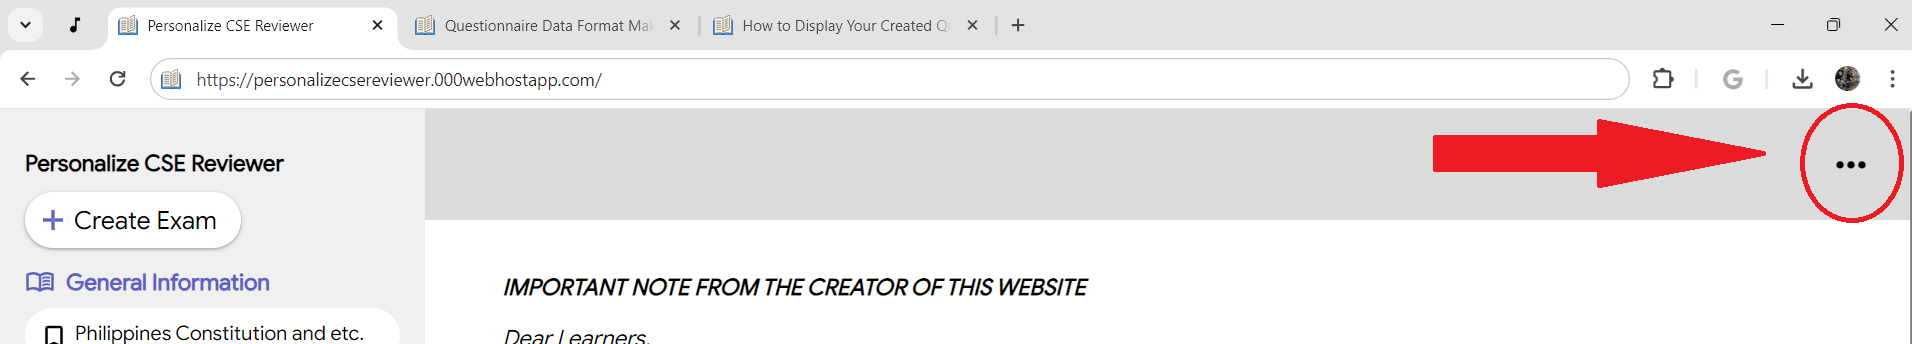 Personalize CSE Reviewer
Questionnaire Data Format Ma
How to Display Your Created Q
https://personalizecsereviewer.000webhostapp.com/
Personalize CSE Reviewer
+ Create Exam
General Information
Philippines Constitution and etc.
IMPORTANT NOTE FROM THE CREATOR OF THIS WEBSITE
Dear Learners,